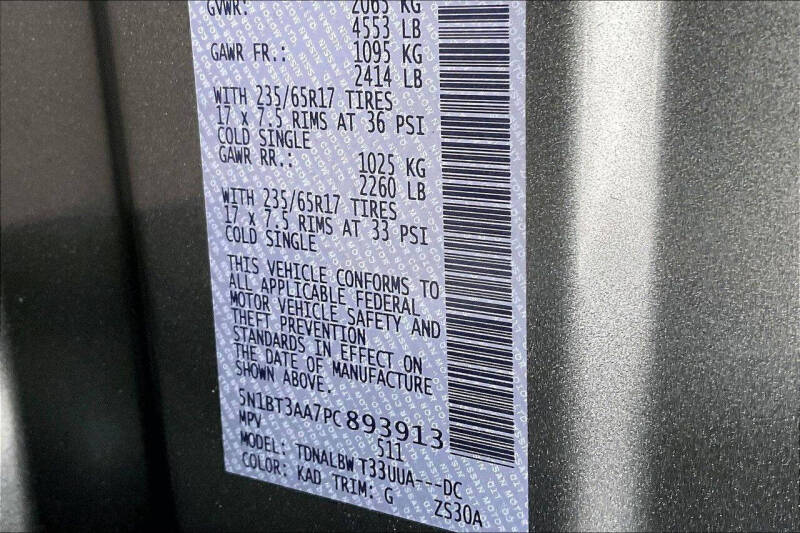 GVWR: 2065 KG
4553 LB
GAWR FR.: 1095 KG
2414 LB
WITH 235/65R17 TIRES
17 X 7.5 RIMS AT 36 PSI
COLD SINGLE
GAWR RR.: 1025 KG
2260 LB
WITH 235/65R17 TIRES
17 X 7.5 RIMS AT 33 PSI
COLD SINGLE
THIS VEHICLE CONFORMS TO
ALL APPLICABLE FEDERAL
MOTOR VEHICLE SAFETY AND
THEFT PREVENTION
STANDARDS IN EFFECT ON
THE DATE OF MANUFACTURE
SHOWN ABOVE.
5N1BT3AA7PC893913
MPV 511
MODEL: TDNALBW T33UUA---DC
COLOR: KAD TRIM: G ZS30A